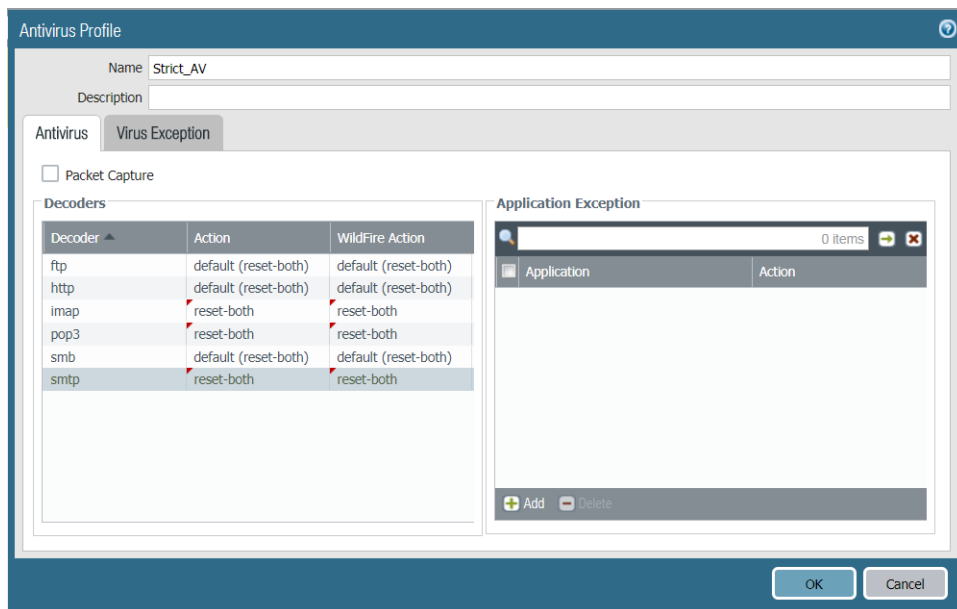 Antivirus Profile
Name Strict_AV
Description
Antivirus Virus Exception
Packet Capture
Decoders
Decoder Action WildFire Action
ftp default (reset-both) default (reset-both)
http default (reset-both) default (reset-both)
imap reset-both reset-both
pop3 reset-both reset-both
smb default (reset-both) default (reset-both)
smtp reset-both reset-both
Application Exception
0 items
Application Action
Add Delete
OK Cancel